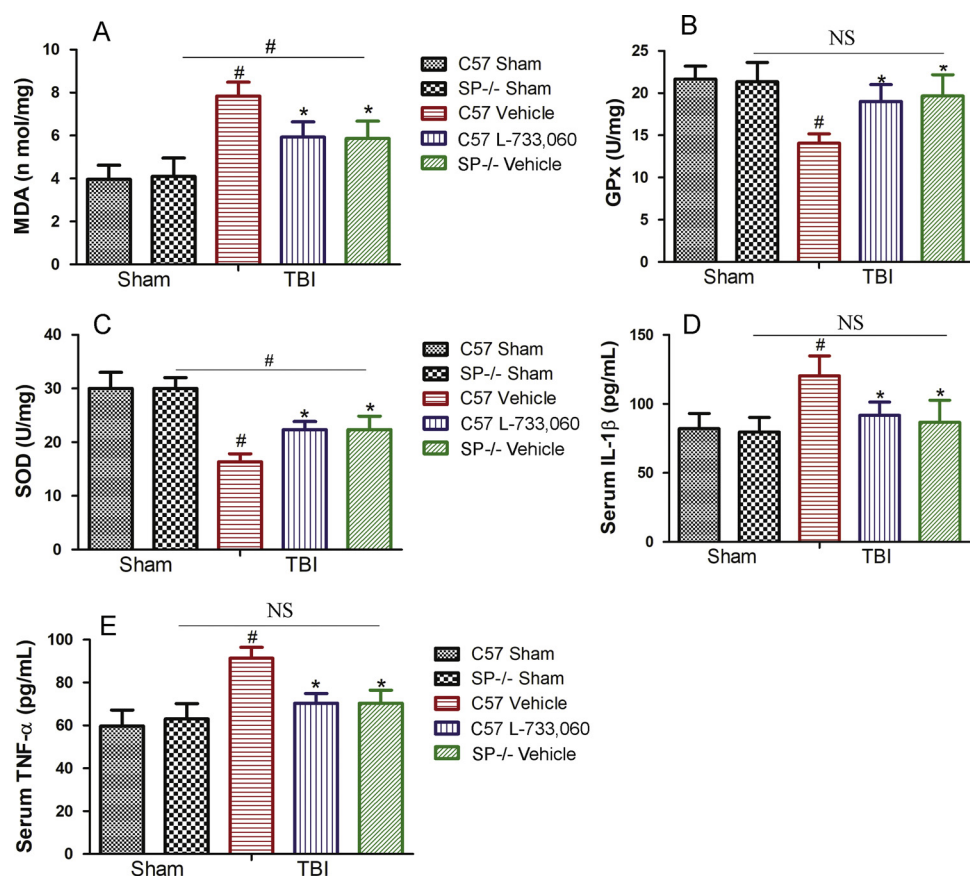 A
#
10
8
6
4
2
0
MDA (n mol/mg)
#
*
*
Sham
TBI
C57 Sham
SP-/- Sham
C57 Vehicle
C57 L-733,060
SP-/- Vehicle
B
NS
25
20
15
10
5
0
GPx (U/mg)
#
*
*
Sham
TBI
C
#
40
30
20
10
0
SOD (U/mg)
#
*
*
Sham
TBI
C57 Sham
SP-/- Sham
C57 Vehicle
C57 L-733,060
SP-/- Vehicle
D
NS
150
100
50
0
Serum IL-1β (pg/mL)
#
*
*
Sham
TBI
E
NS
100
80
60
40
20
0
Serum TNF-α (pg/mL)
#
*
*
Sham
TBI
C57 Sham
SP-/- Sham
C57 Vehicle
C57 L-733,060
SP-/- Vehicle